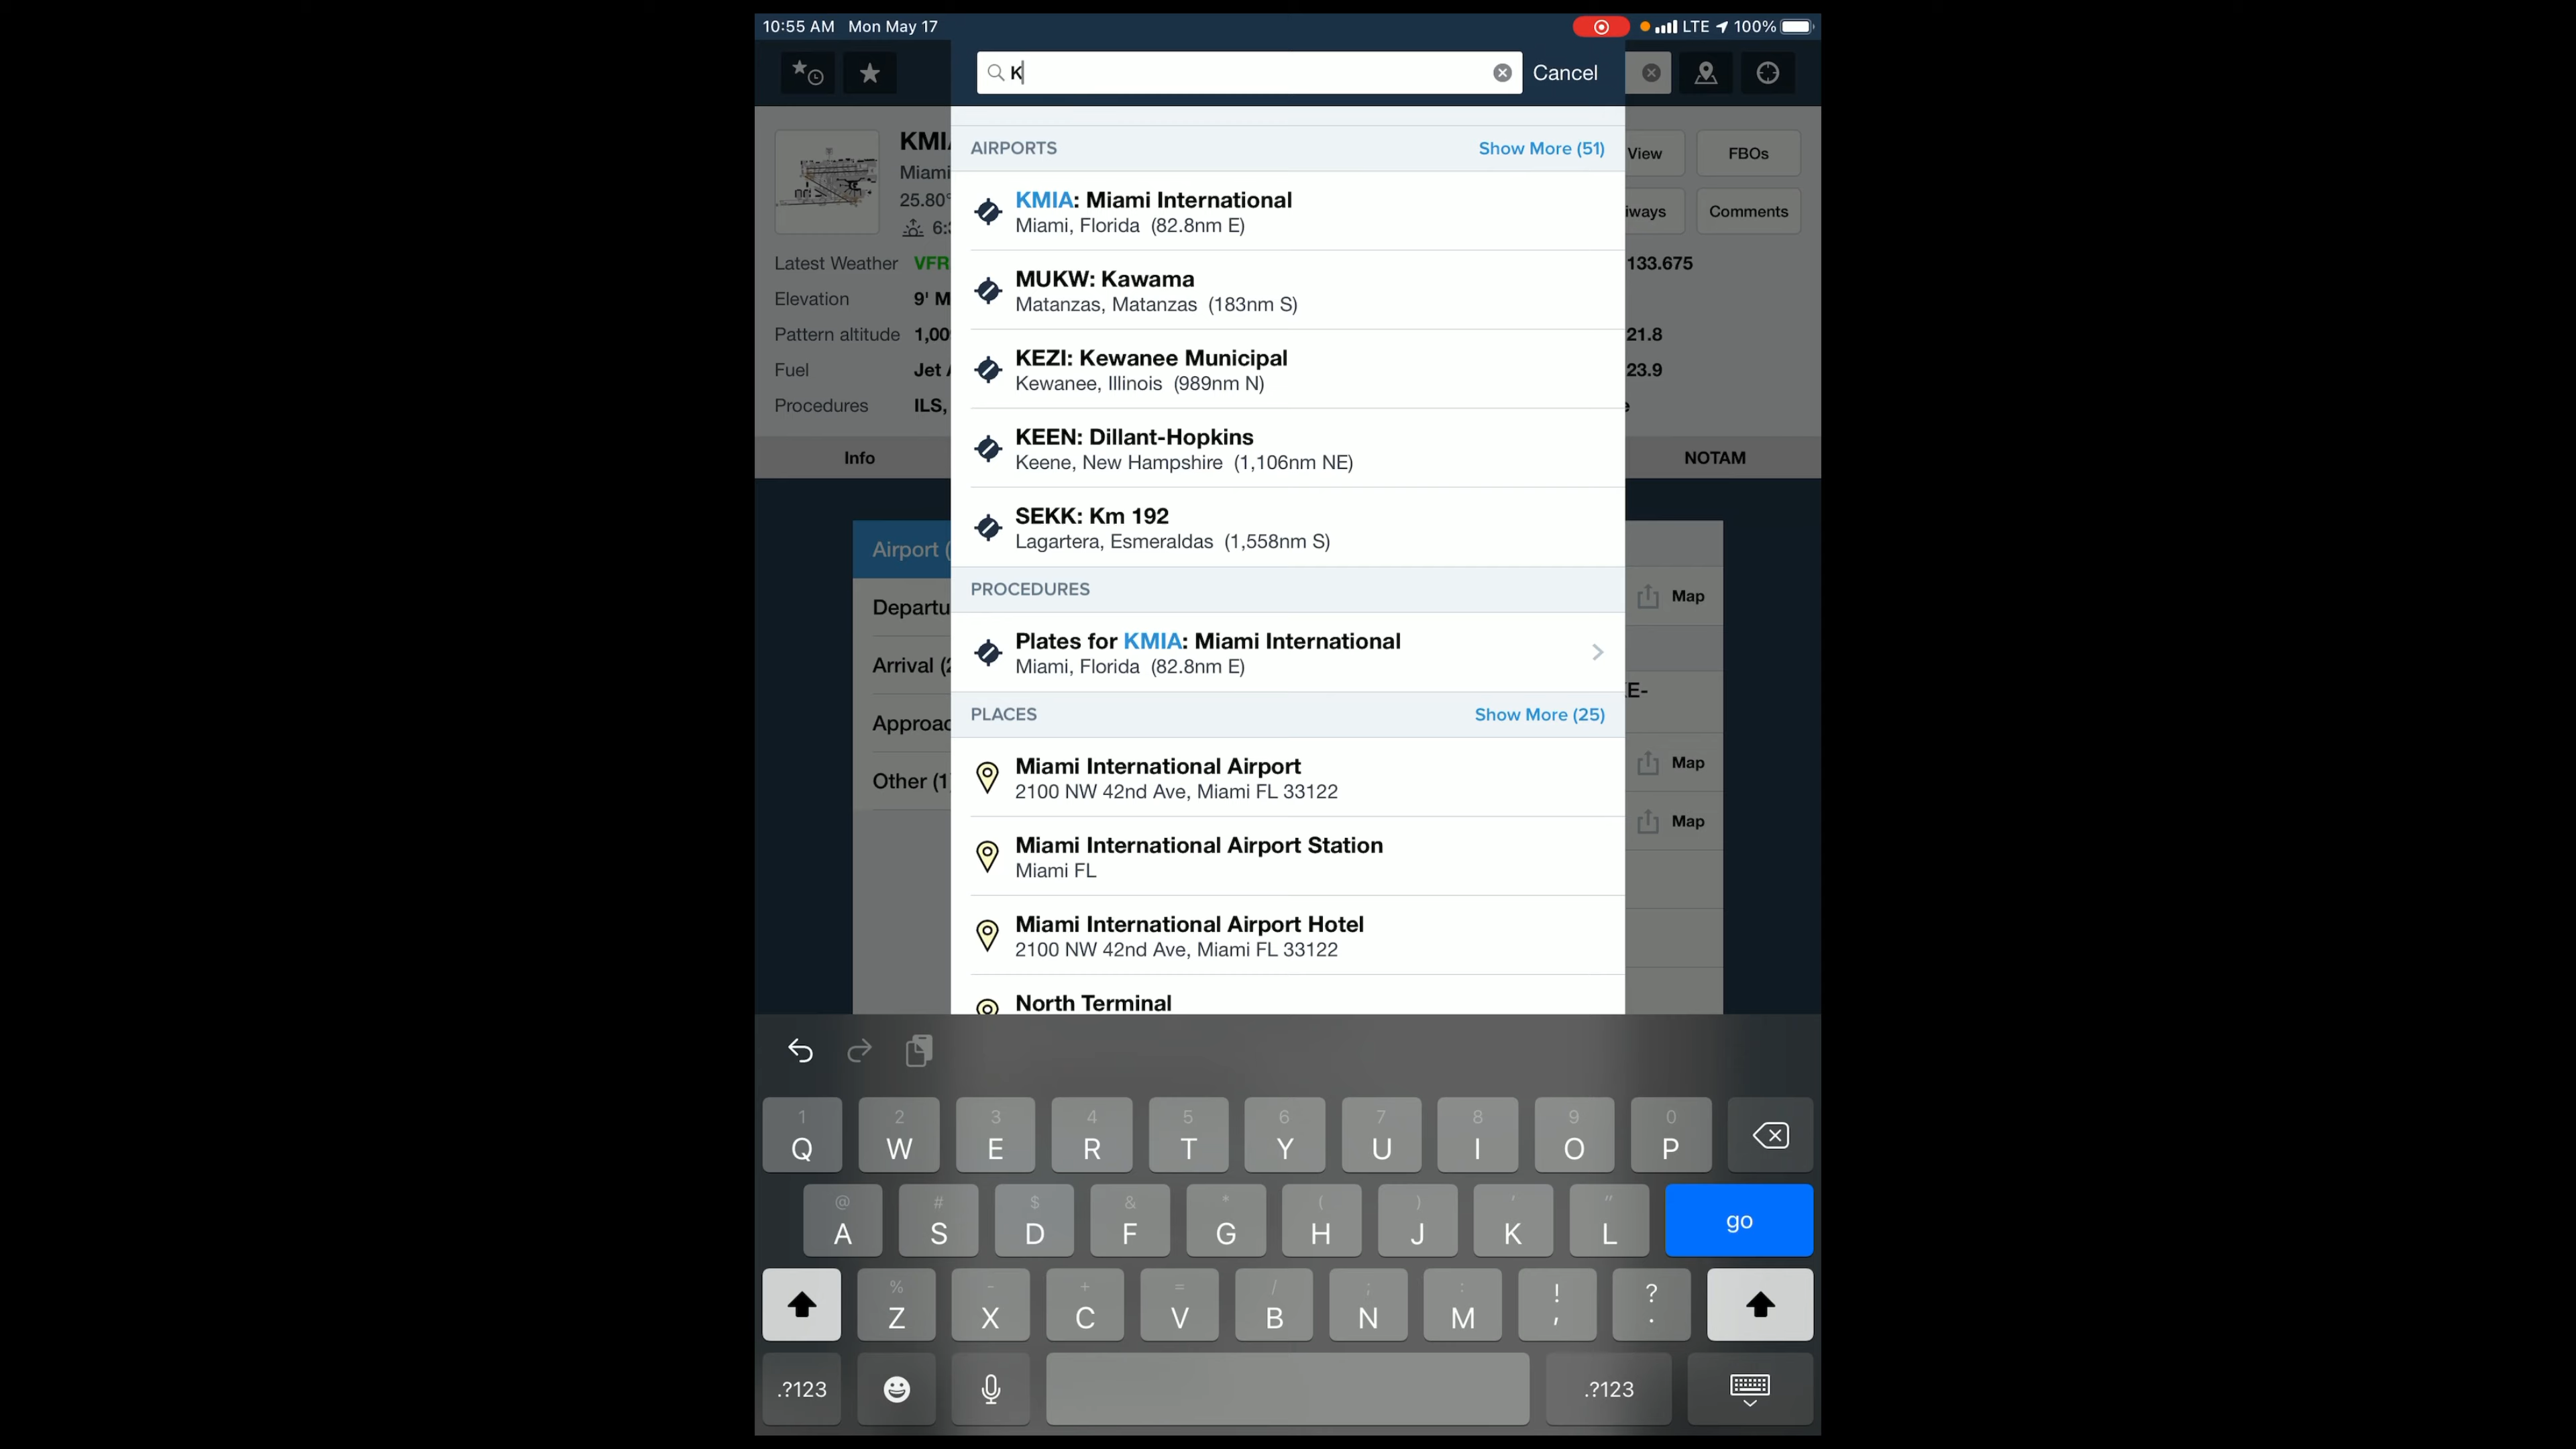 10:55 AM Mon May 17
LTE 100%
K
Cancel
KMIA
Miami
25.80°
6:3
View
FBOs
iways
Comments
Latest Weather VFR
133.675
Elevation 9' M
Pattern altitude 1,00
21.8
Fuel Jet A
23.9
Procedures ILS,
Info
NOTAM
Airport (
Departu
Arrival (2
Approac
Other (1
Map
E-
Map
Map
AIRPORTS Show More (51)
KMIA: Miami International
Miami, Florida (82.8nm E)
MUKW: Kawama
Matanzas, Matanzas (183nm S)
KEZI: Kewanee Municipal
Kewanee, Illinois (989nm N)
KEEN: Dillant-Hopkins
Keene, New Hampshire (1,106nm NE)
SEKK: Km 192
Lagartera, Esmeraldas (1,558nm S)
PROCEDURES
Plates for KMIA: Miami International
Miami, Florida (82.8nm E)
PLACES Show More (25)
Miami International Airport
2100 NW 42nd Ave, Miami FL 33122
Miami International Airport Station
Miami FL
Miami International Airport Hotel
2100 NW 42nd Ave, Miami FL 33122
North Terminal
1 2 3 4 5 6 7 8 9 0
Q W E R T Y U I O P
@ # $ & * ( ) ' "
A S D F G H J K L go
% - + = / ; : ! ?
Z X C V B N M , .
.?123 .?123